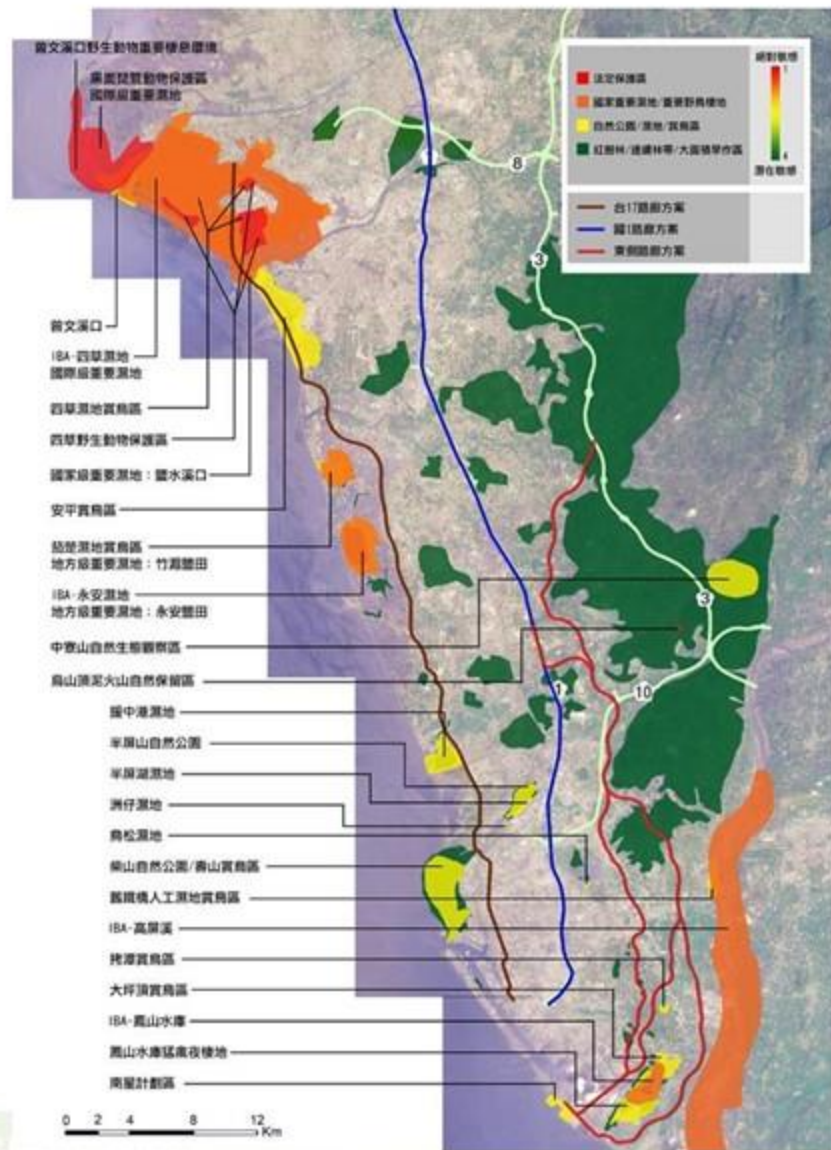 曾文溪口野生動物重要棲息環境
黑面琵鷺動物保護區
國際級重要濕地
絕對敏感
1
4
潛在敏感
法定保護區
國家重要濕地/重要野鳥棲地
自然公園/濕地/賞鳥區
紅樹林/連續林帶/大面積旱作區
台17路廊方案
國1路廊方案
東側路廊方案
1
8
3
曾文溪口
IBA-四草濕地
國際級重要濕地
四草濕地賞鳥區
四草野生動物保護區
國家級重要濕地:鹽水溪口
安平賞鳥區
茄萣濕地賞鳥區
地方級重要濕地:竹滬鹽田
IBA-永安濕地
地方級重要濕地:永安鹽田
3
中寮山自然生態觀察區
烏山頂泥火山自然保留區
1
10
援中港濕地
半屏山自然公園
半屏湖濕地
洲仔濕地
鳥松濕地
柴山自然公園/壽山賞鳥區
舊鐵橋人工濕地賞鳥區
IBA-高屏溪
拷潭賞鳥區
大坪頂賞鳥區
IBA-鳳山水庫
鳳山水庫猛禽夜棲地
南星計劃區
0 2 4 8 12
Km